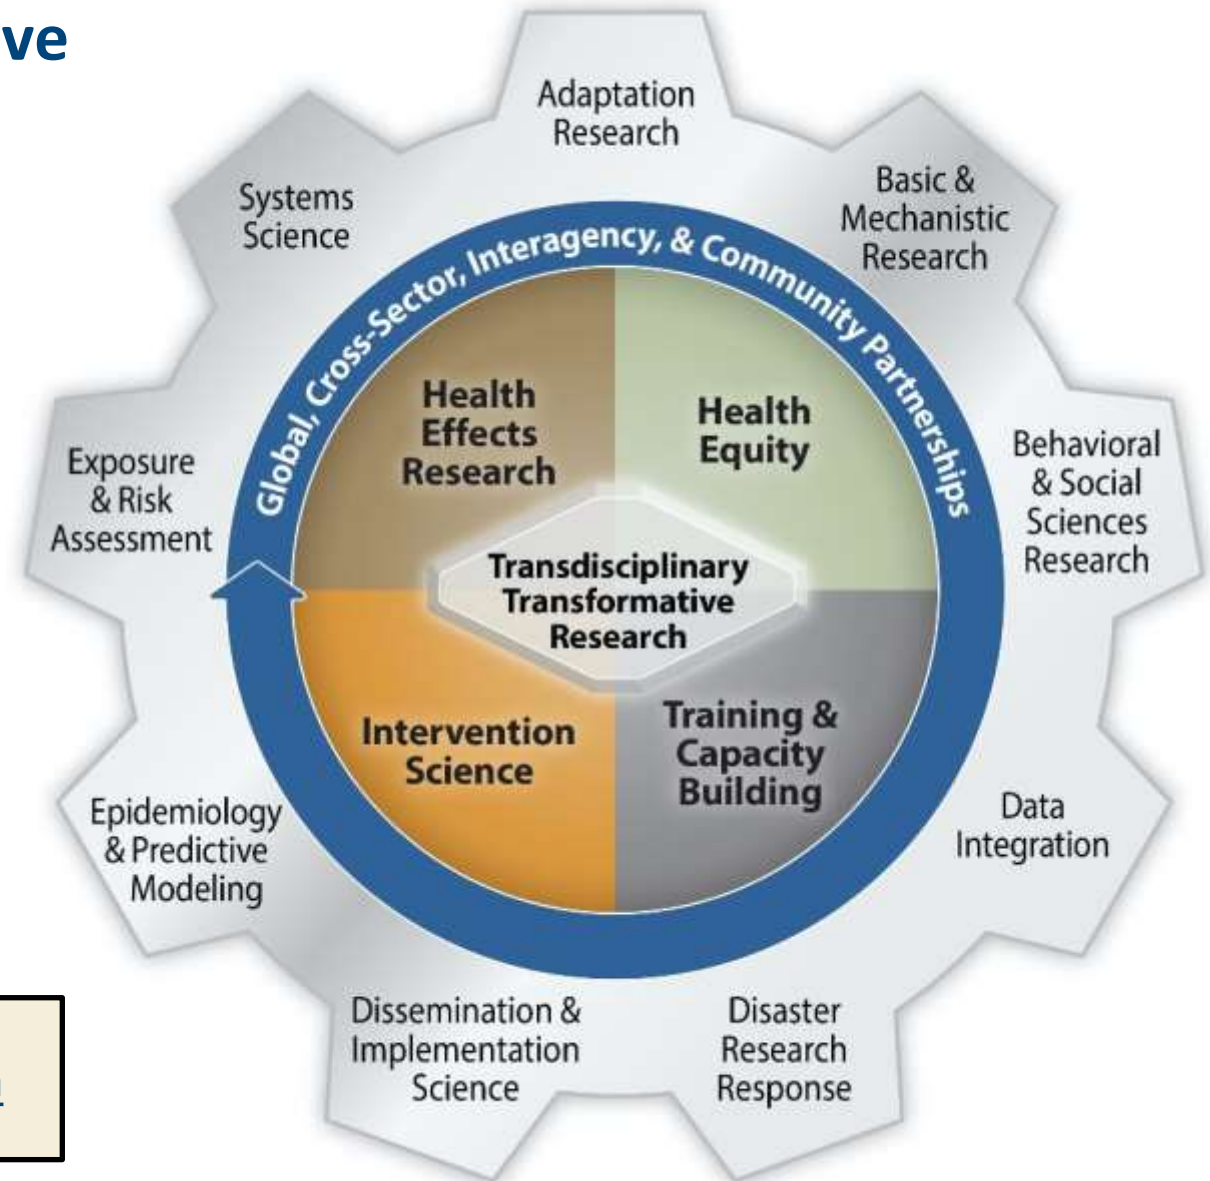 ve
Adaptation
Research
Basic &
Mechanistic
Research
Behavioral
& Social
Sciences
Research
Data
Integration
Disaster
Research
Response
Dissemination &
Implementation
Science
Epidemiology
& Predictive
Modeling
Exposure
& Risk
Assessment
Systems
Science
Global, Cross-Sector, Interagency, & Community Partnerships
Health
Effects
Research
Health
Equity
Transdisciplinary
Transformative
Research
Intervention
Science
Training &
Capacity
Building